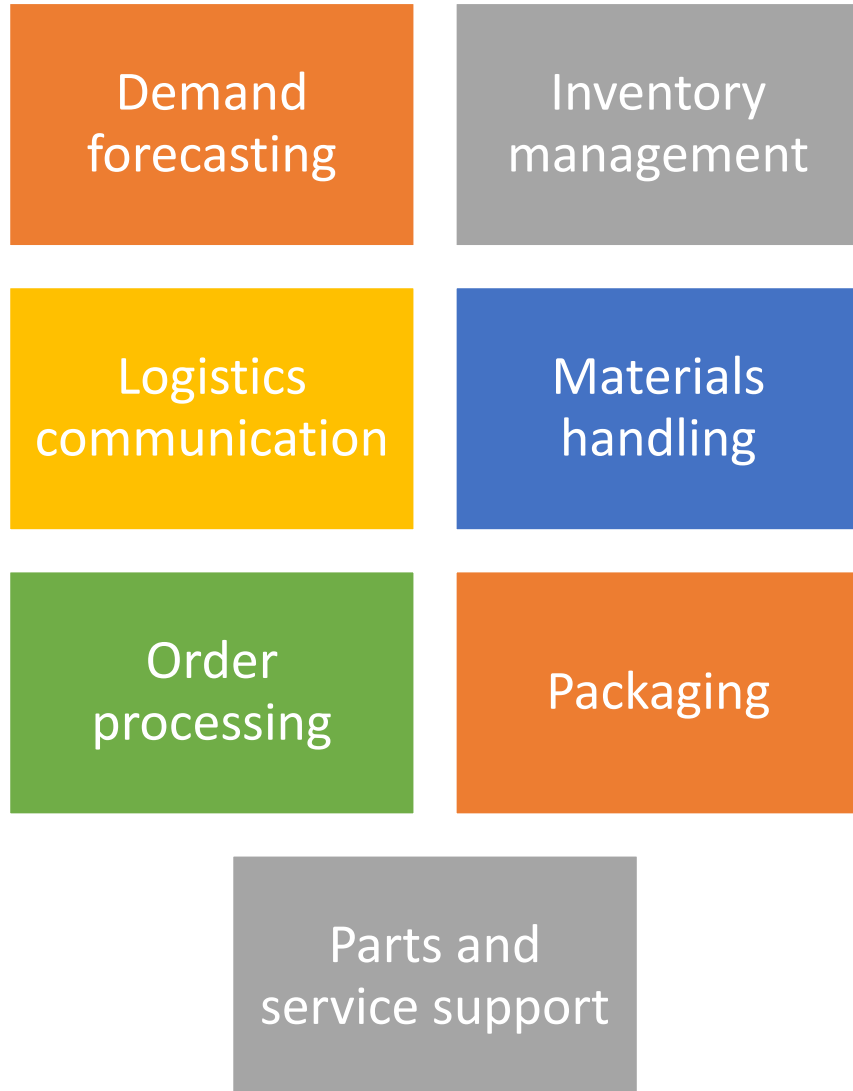 Demand
forecasting
Inventory
management
Logistics
communication
Materials
handling
Order
processing
Packaging
Parts and
service support